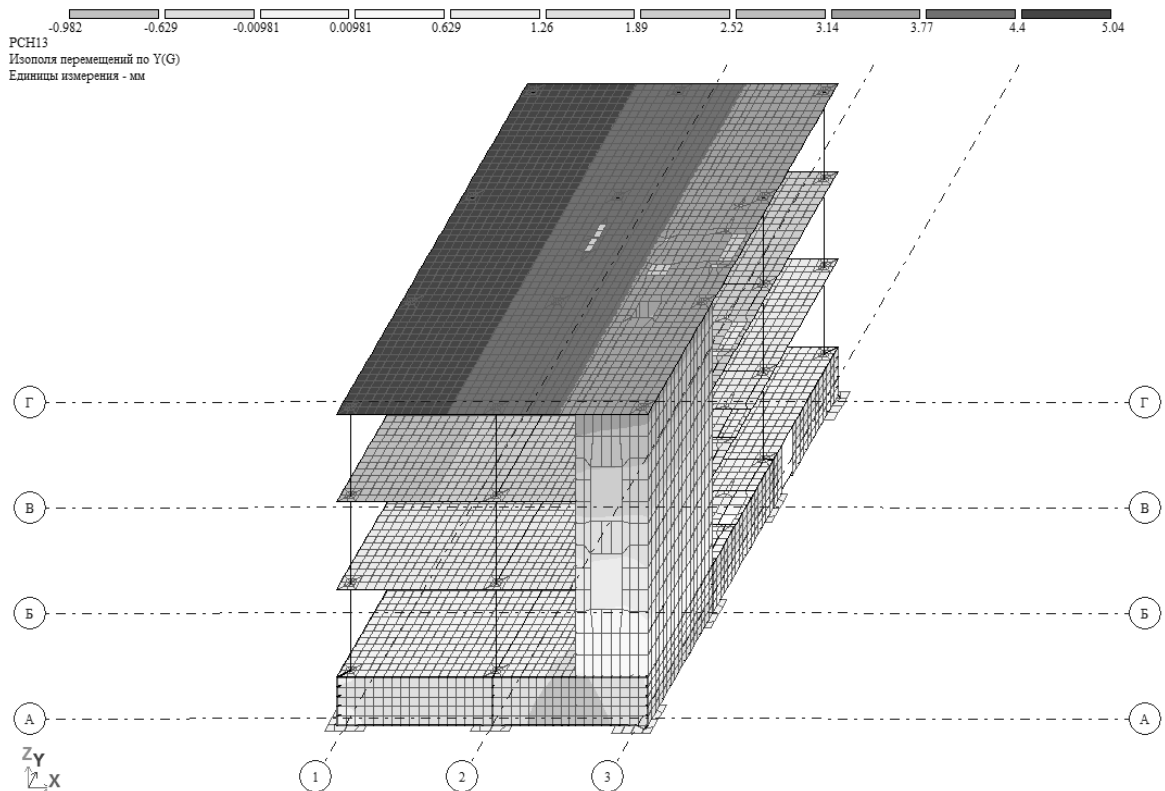 -0.982 -0.629 -0.00981 0.00981 0.629 1.26 1.89 2.52 3.14 3.77 4.4 5.04
РСН13
Изополя перемещений по Y(G)
Единицы измерения - мм
Г Г
В В
Б Б
А А
Z Y X
1 2 3